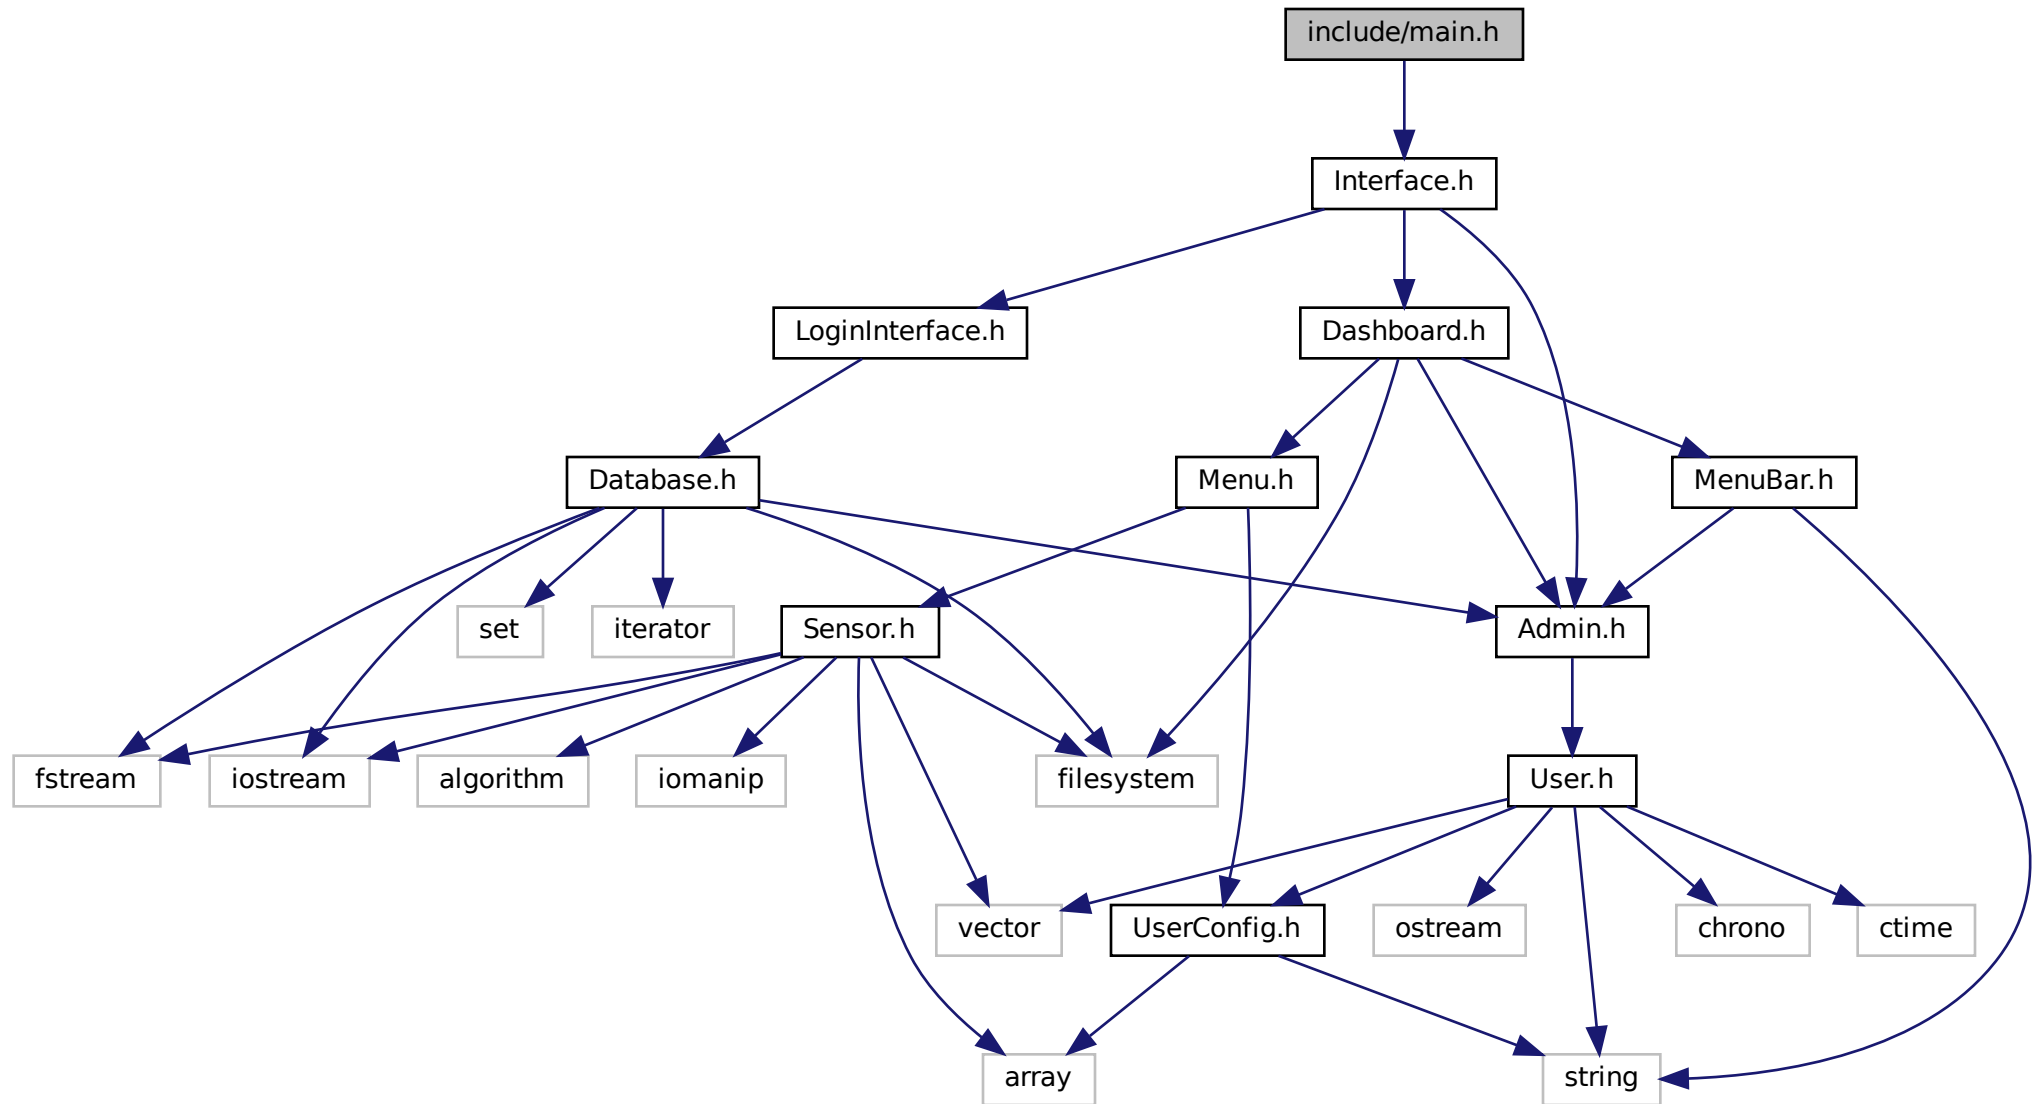 include/main.h
Interface.h
LoginInterface.h
Dashboard.h
Database.h
Menu.h
MenuBar.h
set
iterator
Sensor.h
Admin.h
fstream
iostream
algorithm
iomanip
filesystem
User.h
vector
UserConfig.h
ostream
chrono
ctime
array
string